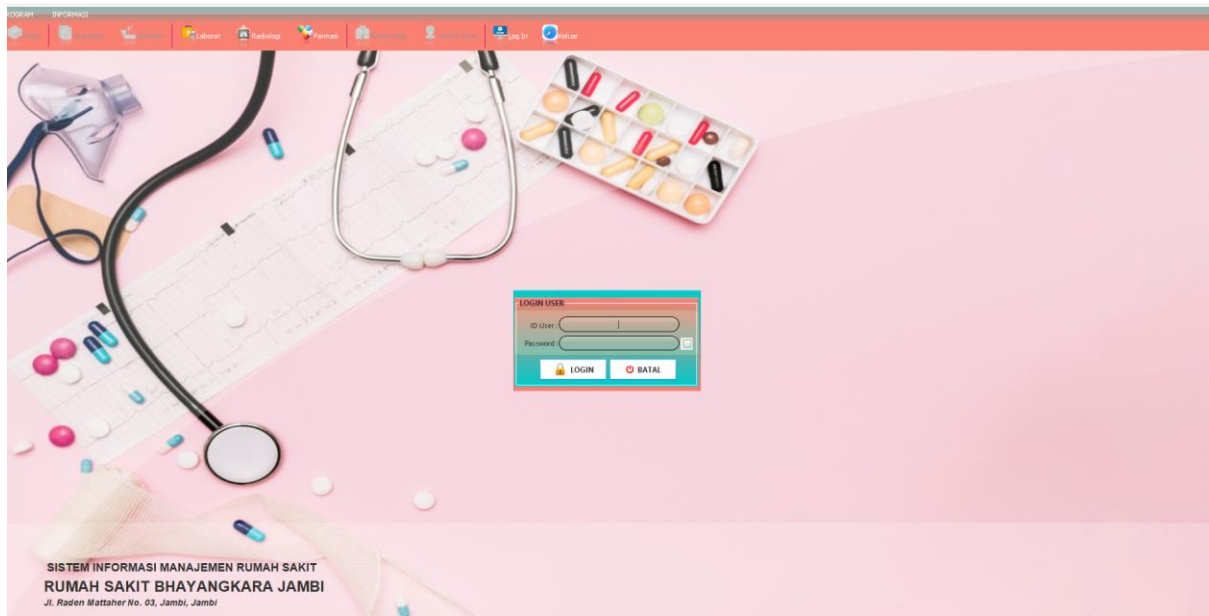 PROGRAM INFORMASI
Laborat Radiologi Farmasi Log In Keluar
LOGIN USER
ID User :
Password :
LOGIN BATAL
SISTEM INFORMASI MANAJEMEN RUMAH SAKIT
RUMAH SAKIT BHAYANGKARA JAMBI
Jl. Raden Mattaher No. 03, Jambi, Jambi